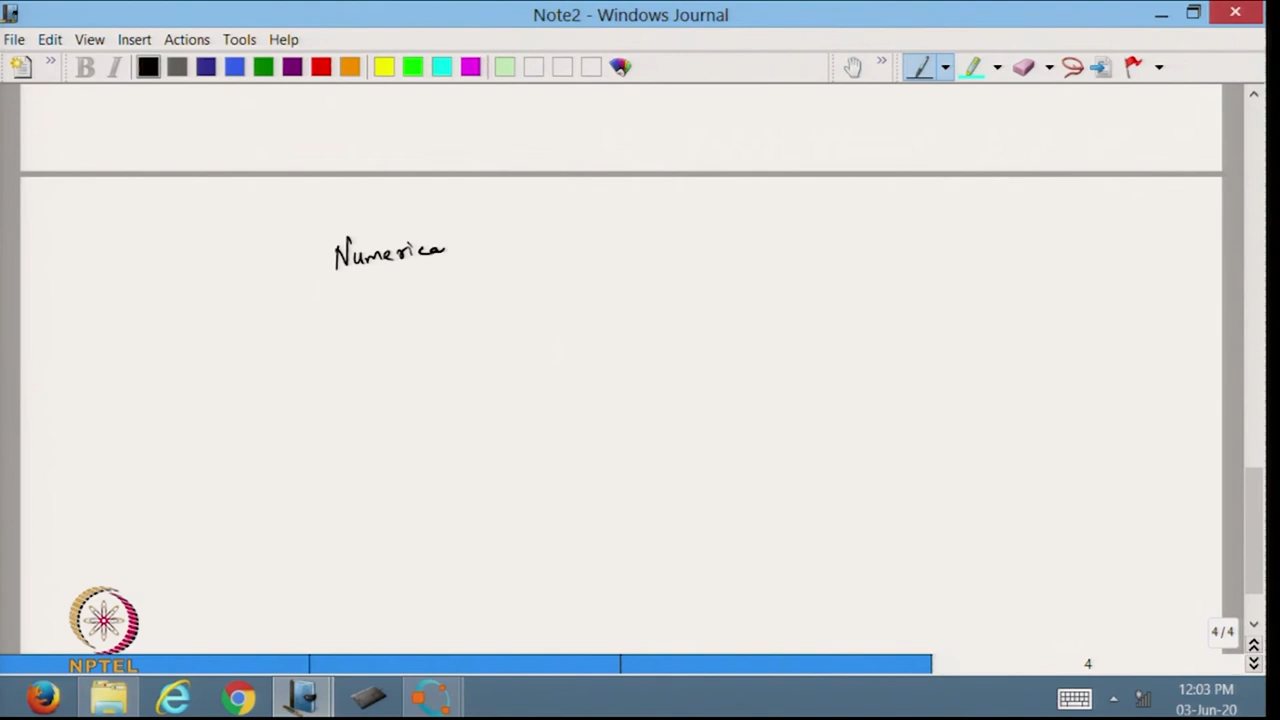 Note2 - Windows Journal
File Edit View Insert Actions Tools Help
B I
Numerica
4/4
NPTEL
4
12:03 PM
03-Jun-20